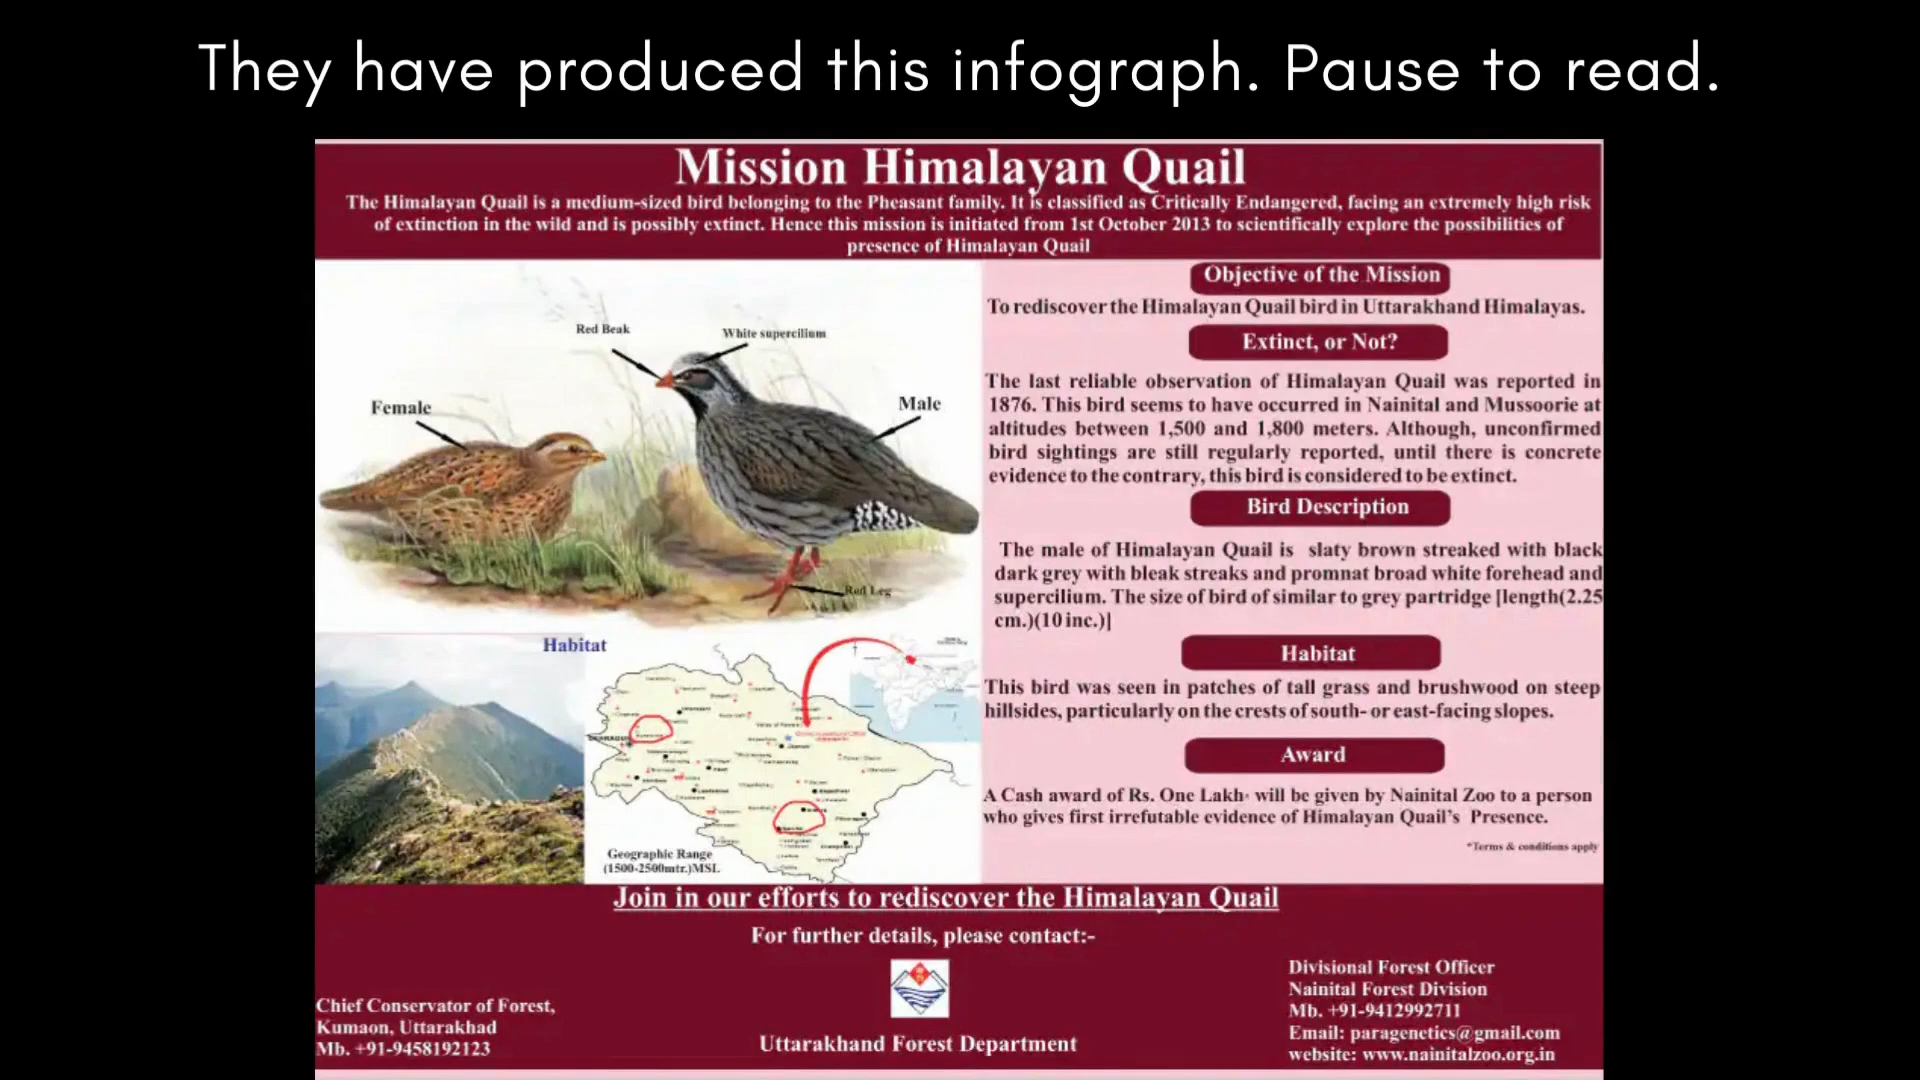 They have produced this infograph. Pause to read.
Mission Himalayan Quail
The Himalayan Quail is a medium-sized bird belonging to the Pheasant family. It is classified as Critically Endangered, facing an extremely high risk
of extinction in the wild and is possibly extinct. Hence this mission is initiated from 1st October 2013 to scientifically explore the possibilities of
presence of Himalayan Quail
Red Beak
White supercilium
Female
Male
Red Leg
Habitat
Geographic Range
(1500-2500mtr.)MSL
Objective of the Mission
To rediscover the Himalayan Quail bird in Uttarakhand Himalayas.
Extinct, or Not?
The last reliable observation of Himalayan Quail was reported in
1876. This bird seems to have occurred in Nainital and Mussoorie at
altitudes between 1,500 and 1,800 meters. Although, unconfirmed
bird sightings are still regularly reported, until there is concrete
evidence to the contrary, this bird is considered to be extinct.
Bird Description
The male of Himalayan Quail is slaty brown streaked with black
dark grey with bleak streaks and promnat broad white forehead and
supercilium. The size of bird of similar to grey partridge [length(2.25
cm.)(10 inc.)]
Habitat
This bird was seen in patches of tall grass and brushwood on steep
hillsides, particularly on the crests of south- or east-facing slopes.
Award
A Cash award of Rs. One Lakh* will be given by Nainital Zoo to a person
who gives first irrefutable evidence of Himalayan Quail's Presence.
*Terms & conditions apply
Join in our efforts to rediscover the Himalayan Quail
For further details, please contact:-
Chief Conservator of Forest,
Kumaon, Uttarakhad
Mb. +91-9458192123
Uttarakhand Forest Department
Divisional Forest Officer
Nainital Forest Division
Mb. +91-9412992711
Email: paragenetics@gmail.com
website: www.nainitalzoo.org.in